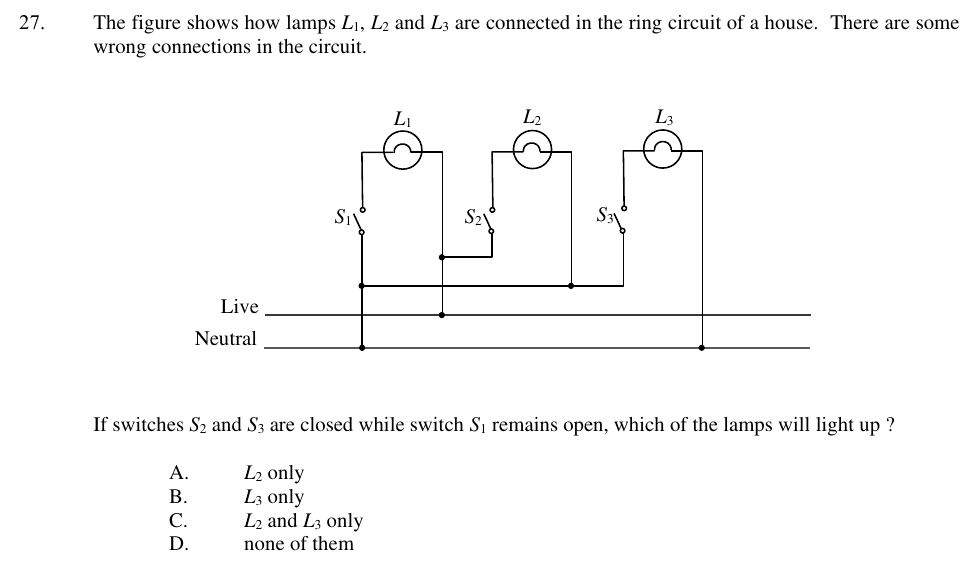 27. The figure shows how lamps L1, L2 and L3 are connected in the ring circuit of a house. There are some
wrong connections in the circuit.
L1 L2 L3
S1 S2 S3
Live
Neutral
If switches S2 and S3 are closed while switch S1 remains open, which of the lamps will light up ?
A. L2 only
B. L3 only
C. L2 and L3 only
D. none of them